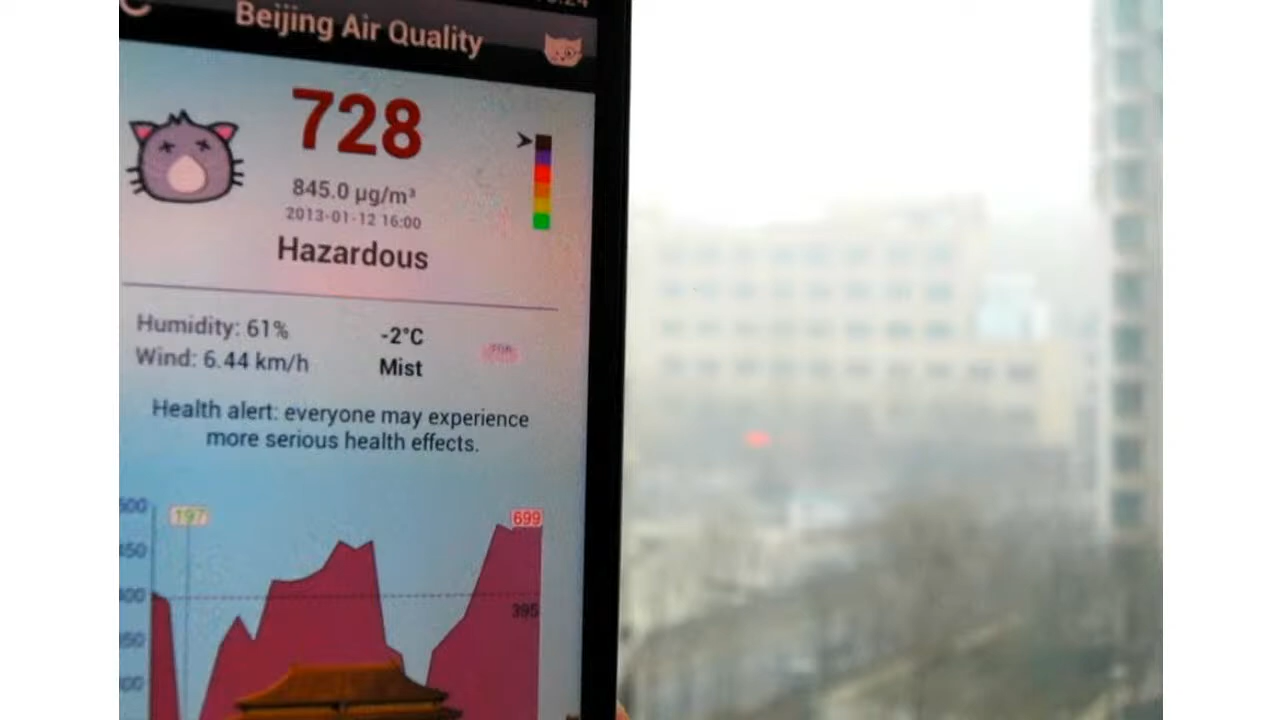 Beijing Air Quality
728
845.0 µg/m³
2013-01-12 16:00
Hazardous
Humidity: 61%
-2°C
Wind: 6.44 km/h
Mist
Health alert: everyone may experience
more serious health effects.
197
699
395